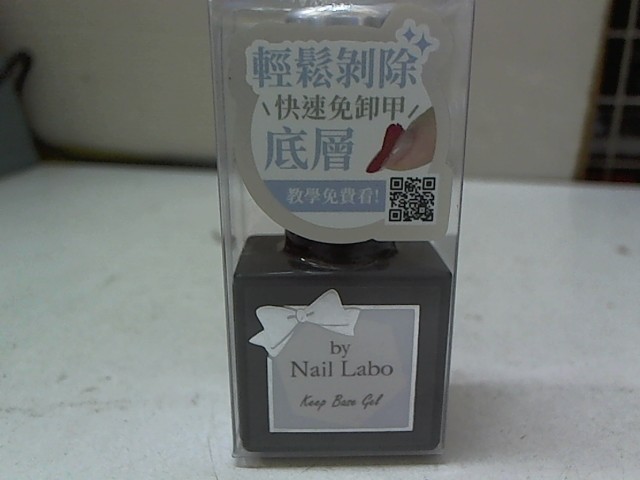 輕鬆剝除
快速免卸甲
底層
教學免費看!
by
Nail Labo
Keep Base Gel